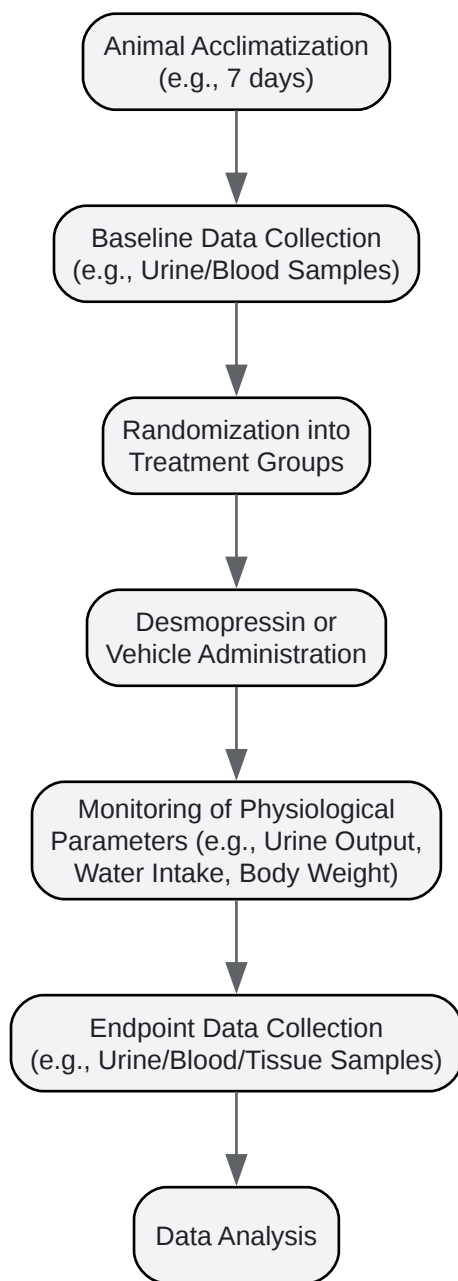 Animal Acclimatization
(e.g., 7 days)
Baseline Data Collection
(e.g., Urine/Blood Samples)
Randomization into
Treatment Groups
Desmopressin or
Vehicle Administration
Monitoring of Physiological
Parameters (e.g., Urine Output,
Water Intake, Body Weight)
Endpoint Data Collection
(e.g., Urine/Blood/Tissue Samples)
Data Analysis